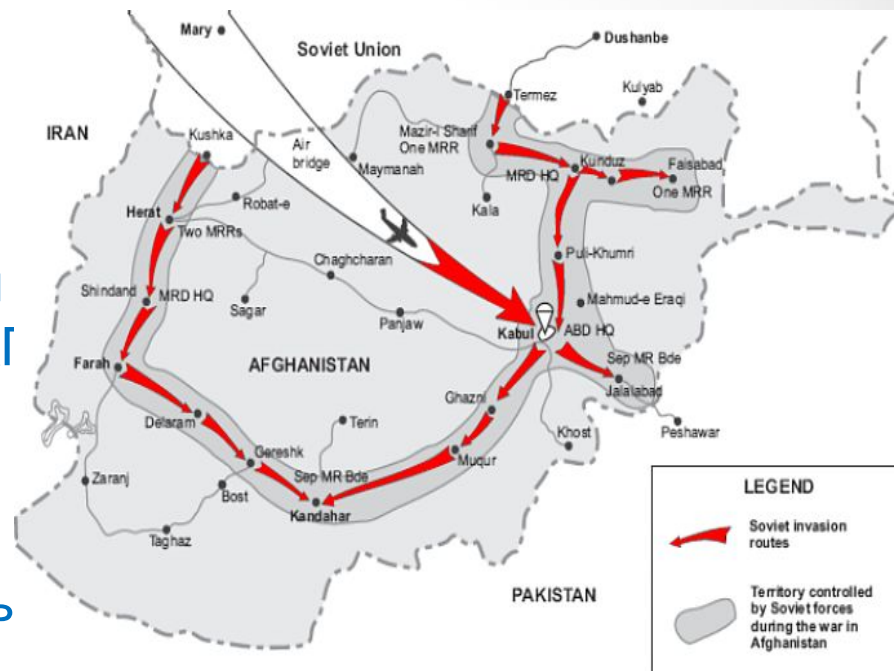 Mary
Soviet Union
Dushanbe
Termez
Kulyab
IRAN
Kushka
Air
bridge
Mazir-i Sharif
One MRR
Maymanah
MRD HQ
Kunduz
Faisabad
One MRR
Kala
Robat-e
Herat
Two MRRs
Chaghcharan
Puli-Khumri
Shindand
MRD HQ
Sagar
Panjaw
Mahmud-e Eraqi
Kabul
ABD HQ
Farah
AFGHANISTAN
Sep MR Bde
Jalalabad
Ghazni
Delaram
Terin
Khost
Peshawar
Gereshk
Muqur
Zaranj
Bost
Sep MR Bde
Kandahar
Taghaz
PAKISTAN
LEGEND
Soviet invasion
routes
Territory controlled
by Soviet forces
during the war in
Afghanistan